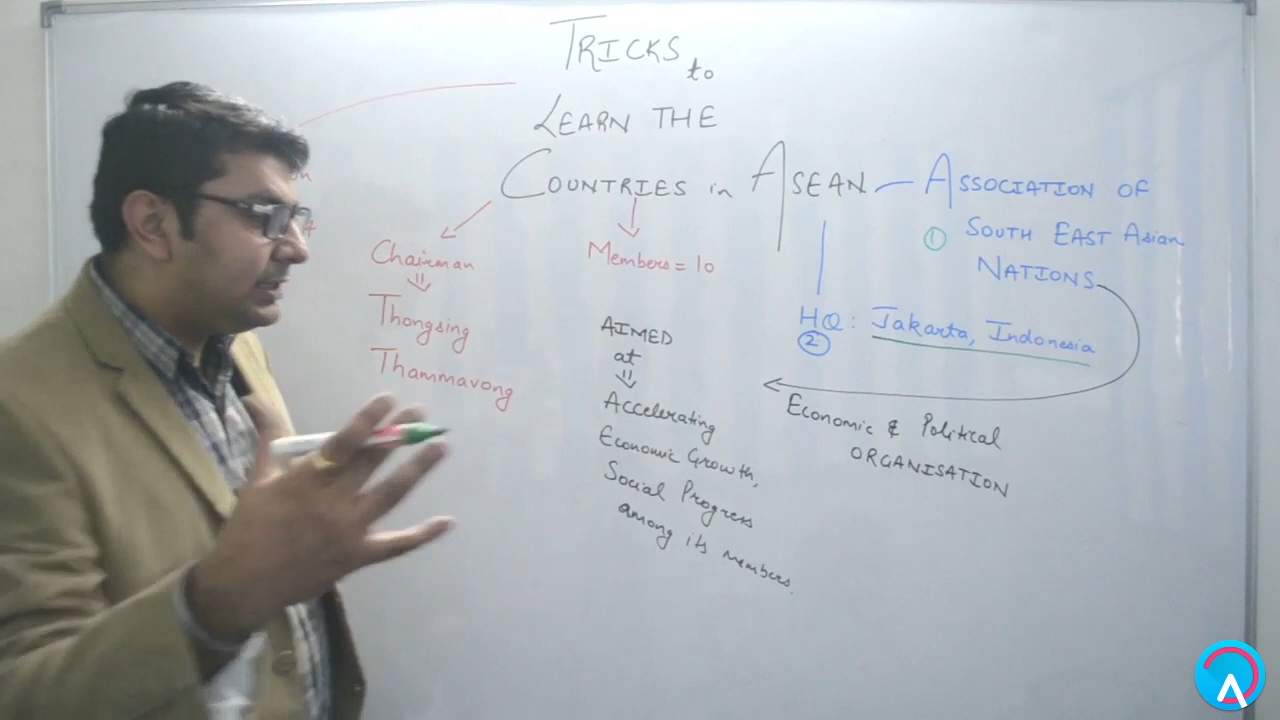 TRICKS to
LEARN THE
COUNTRIES in ASEAN – ASSOCIATION OF
① SOUTH EAST Asian
NATIONS
Chairman
⇓
Thongsing
Thammavong
Members = 10
AIMED
at
⇓
Accelerating
Economic Growth,
Social Progress
among its members.
HQ: Jakarta, Indonesia
②
Economic & Political
ORGANISATION